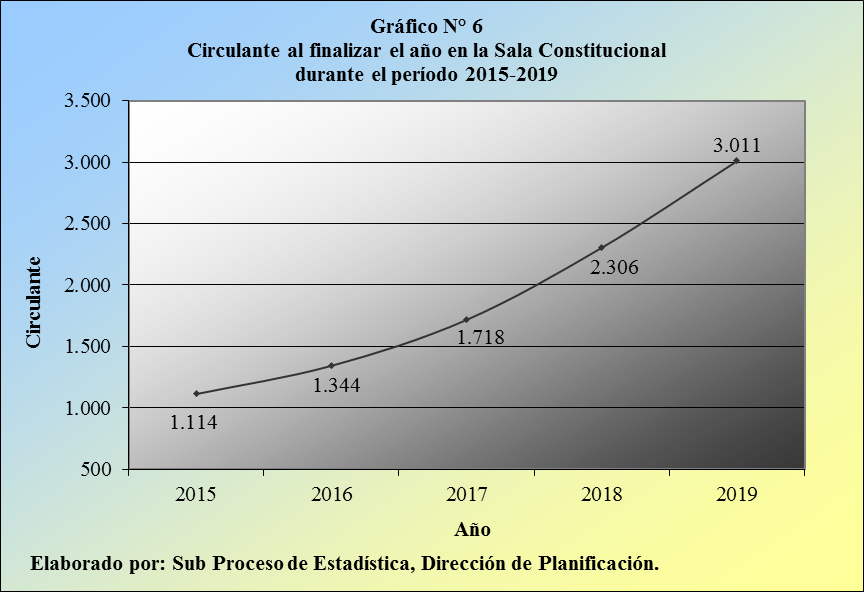 Gráfico N° 6
Circulante al finalizar el año en la Sala Constitucional
durante el período 2015-2019
3.500
3.000
2.500
2.000
1.500
1.000
500
Circulante
1.114
1.344
1.718
2.306
3.011
2015 2016 2017 2018 2019
Año
Elaborado por: Sub Proceso de Estadística, Dirección de Planificación.